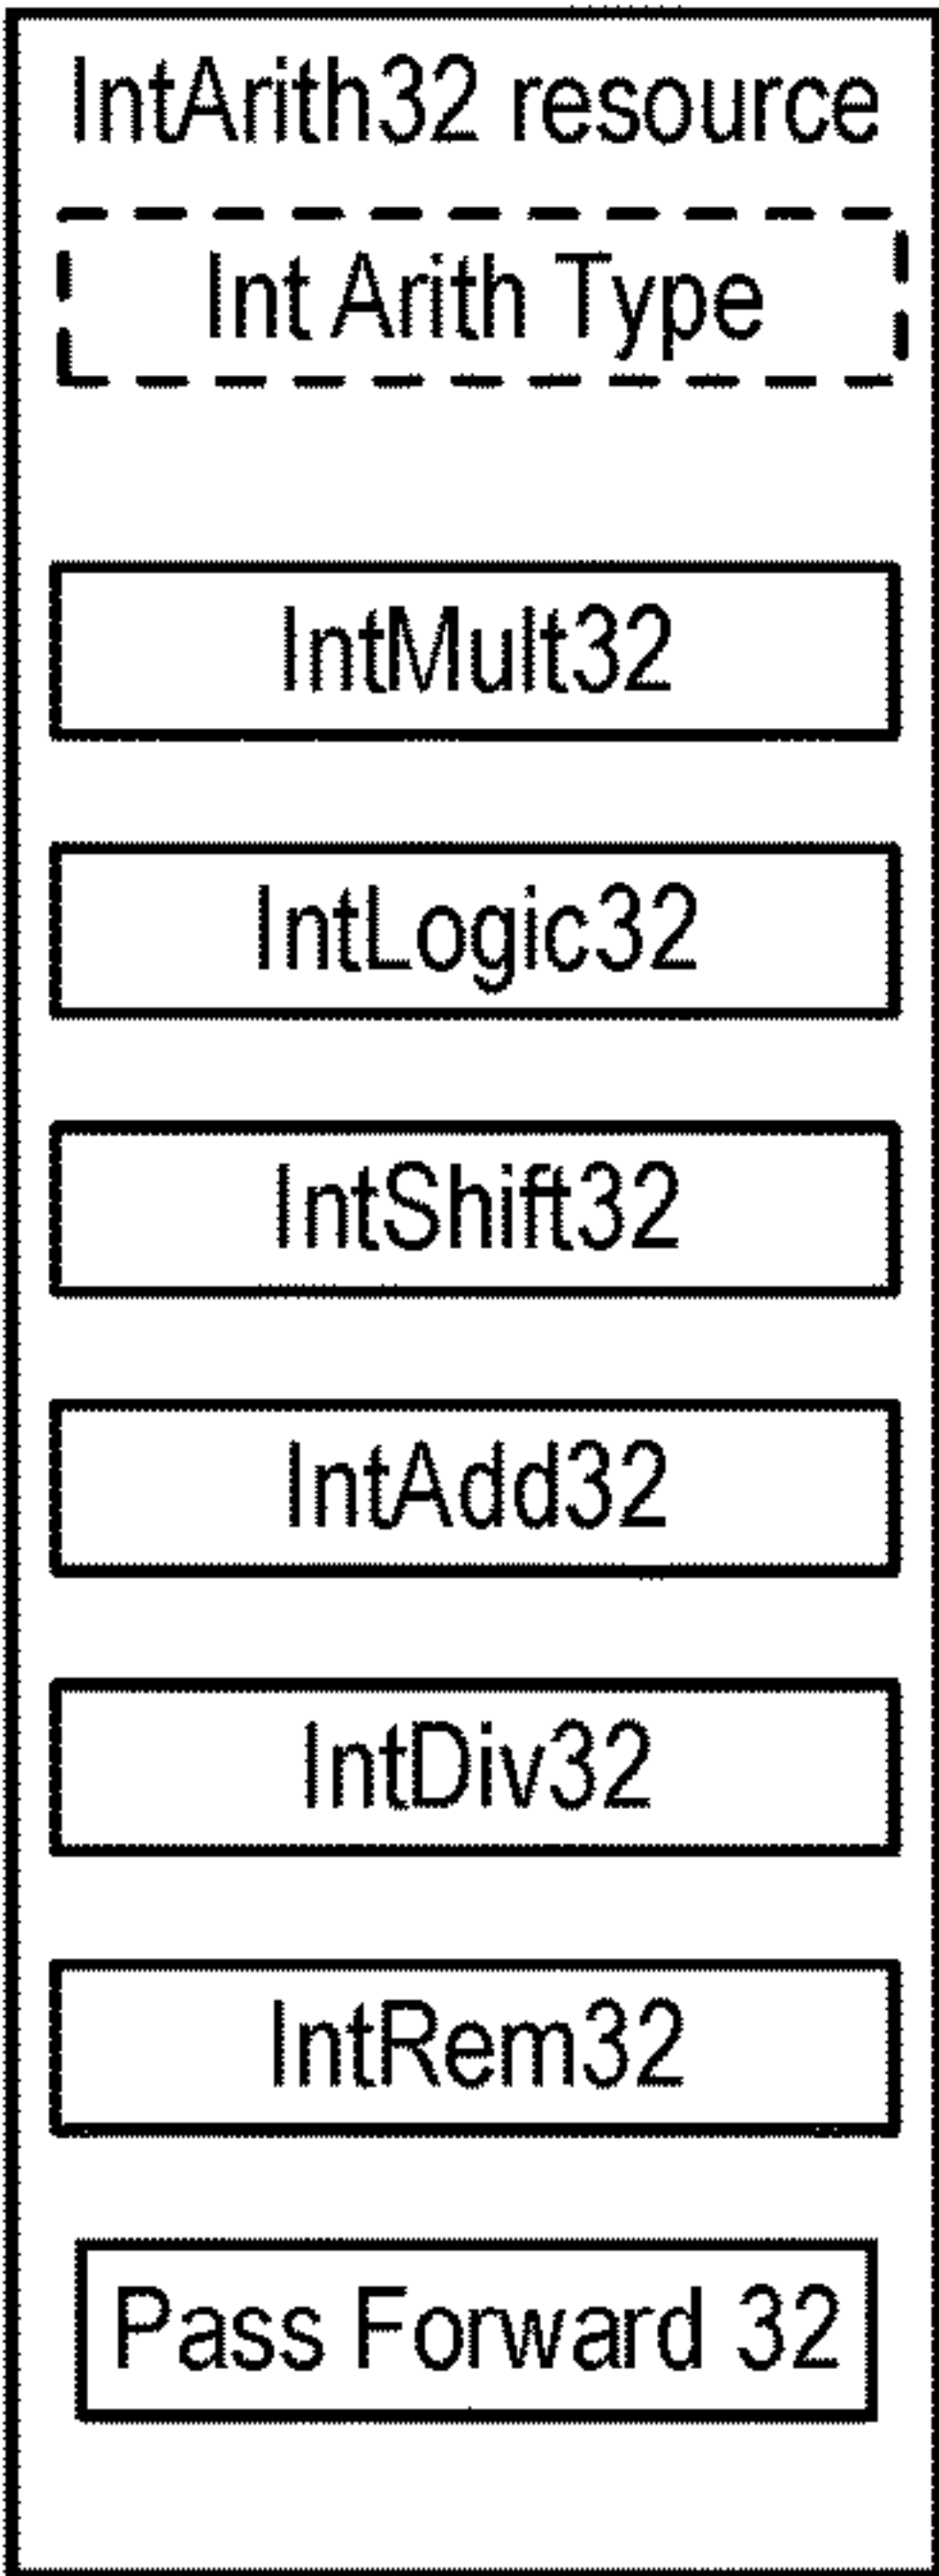 IntArith32 resource
Int Arith Type
IntMult32
IntLogic32
IntShift32
IntAdd32
IntDiv32
IntRem32
Pass Forward 32